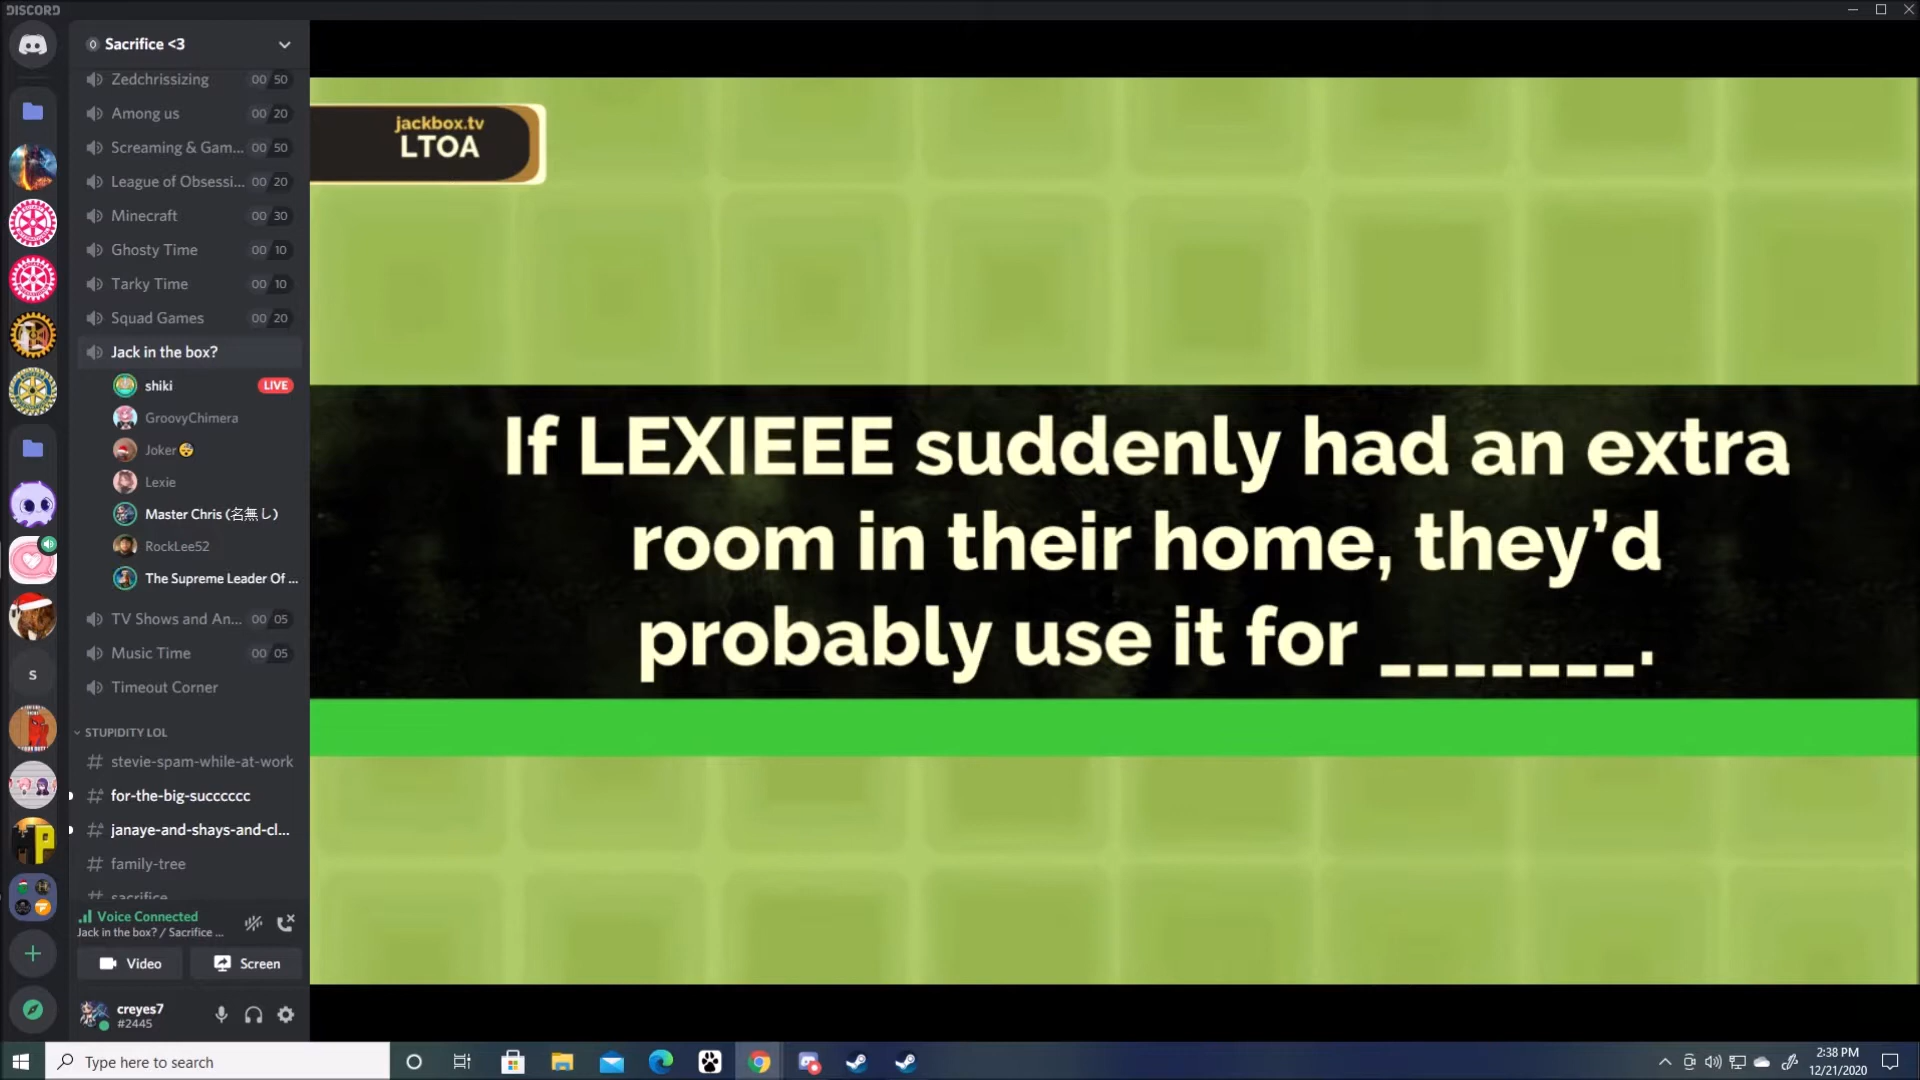 DISCORD
Sacrifice <3
Zedchrissizing 00 50
Among us 00 20
Screaming & Gam... 00 50
League of Obsessi... 00 20
Minecraft 00 30
Ghosty Time 00 10
Tarky Time 00 10
Squad Games 00 20
Jack in the box?
shiki LIVE
GroovyChimera
Joker
Lexie
Master Chris (名無し)
RockLee52
The Supreme Leader Of ...
TV Shows and An... 00 05
Music Time 00 05
Timeout Corner
S
STUPIDITY LOL
# stevie-spam-while-at-work
# for-the-big-succcccc
# janaye-and-shays-and-cl...
# family-tree
# sacrifice
Voice Connected
Jack in the box? / Sacrifice ...
Video Screen
creyes7
#2445
jackbox.tv
LTOA
If LEXIEEE suddenly had an extra
room in their home, they'd
probably use it for _______.
Type here to search
2:38 PM
12/21/2020